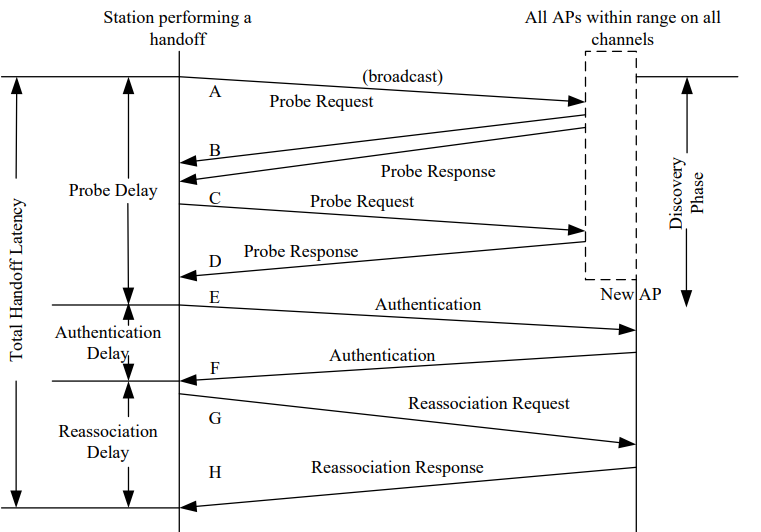 Station performing a
handoff
All APs within range on all
channels
(broadcast)
A
Probe Request
B
Probe Response
Probe Delay
C
Probe Request
Discovery
Phase
Total Handoff Latency
D
Probe Response
E
New AP
Authentication
Authentication
Delay
Authentication
F
Reassociation Request
G
Reassociation
Delay
H
Reassociation Response